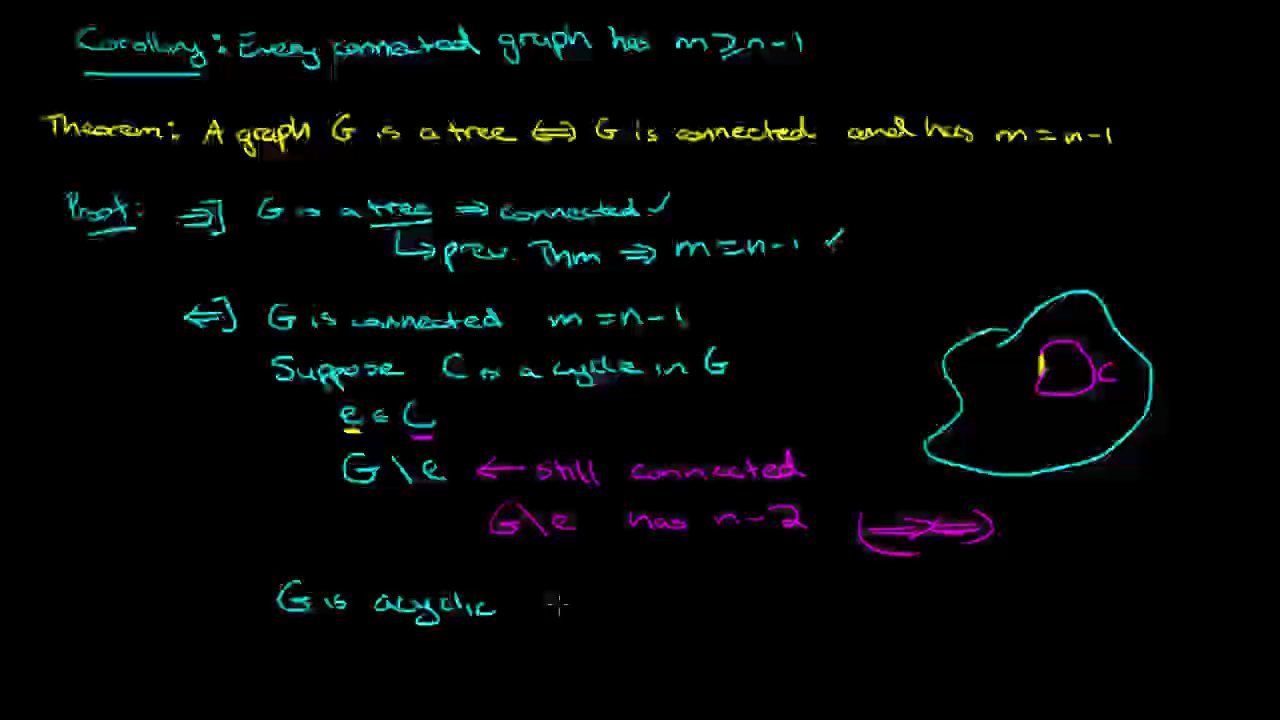 Corollary: Every connected graph has m ≥ n-1
Theorem: A graph G is a tree ⇔ G is connected and has m = n-1
Proof: ⇒] G is a tree ⇒ connected ✓
↳ prev. Thm ⇒ m = n-1 ✓
⇐] G is connected m = n-1
Suppose C is a cycle in G
e ∈ C
G \ e ← still connected
G\e has n-2 (⇒⇐)
C
G is acyclic